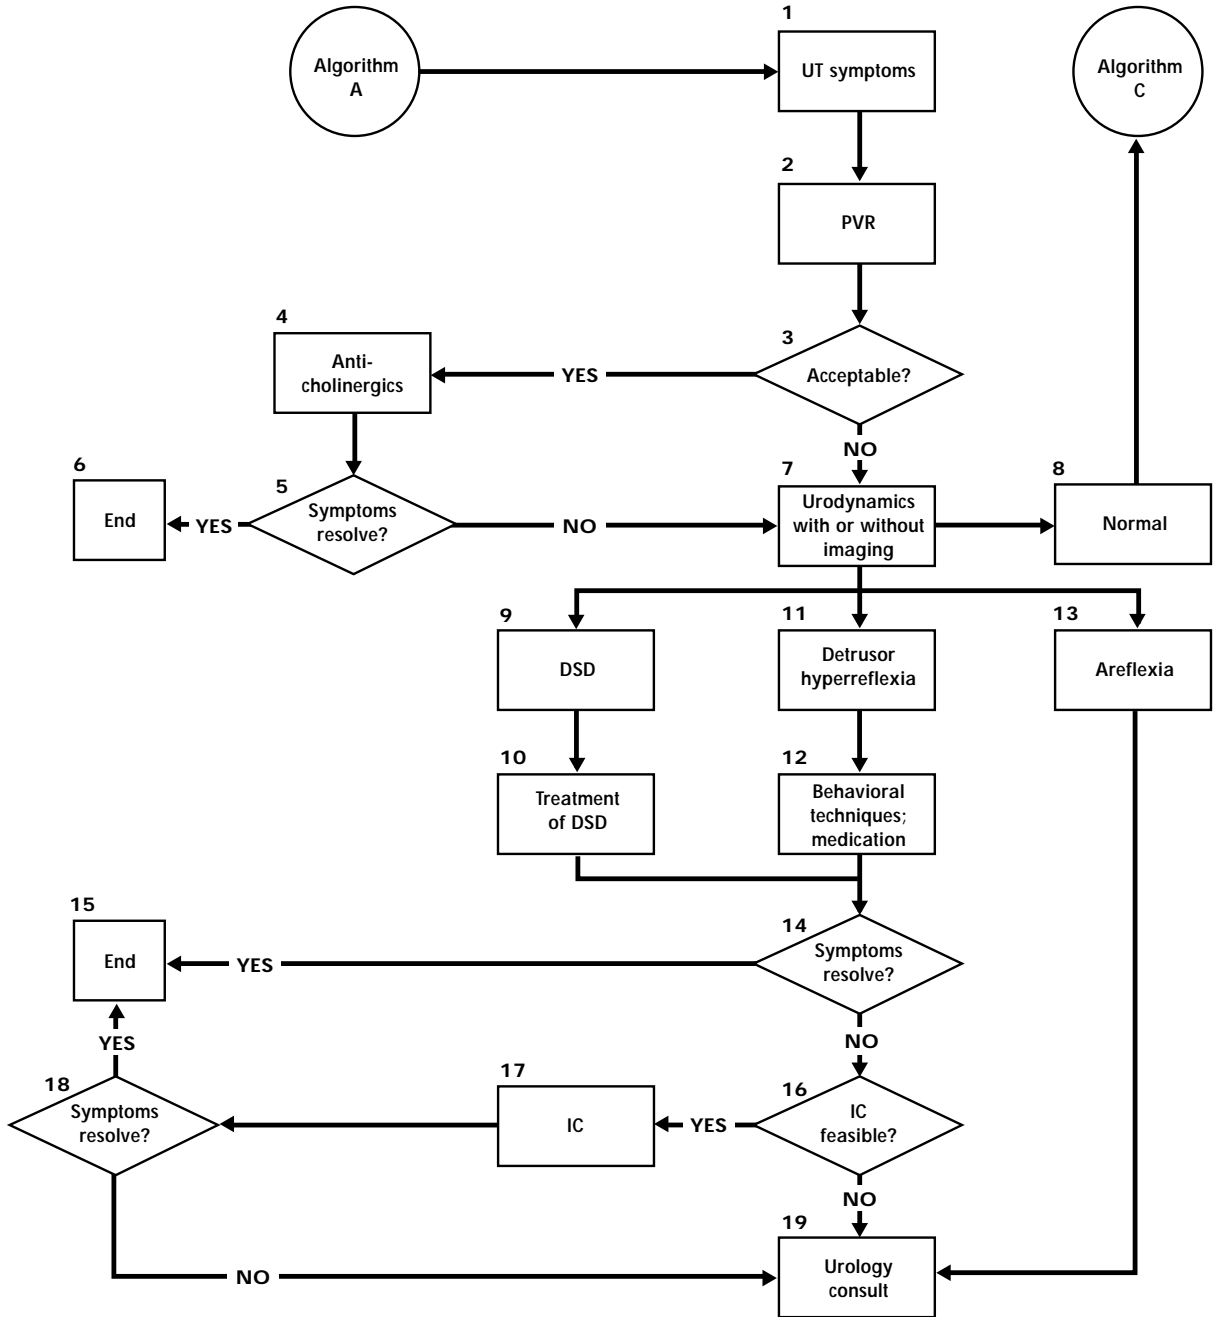 Algorithm
A
1
UT symptoms
Algorithm
C
2
PVR
3
Acceptable?
YES
4
Anti-
cholinergics
NO
5
Symptoms
resolve?
YES
6
End
NO
7
Urodynamics
with or without
imaging
8
Normal
9
DSD
11
Detrusor
hyperreflexia
13
Areflexia
10
Treatment
of DSD
12
Behavioral
techniques;
medication
14
Symptoms
resolve?
YES
15
End
NO
16
IC
feasible?
YES
17
IC
18
Symptoms
resolve?
YES
NO
NO
19
Urology
consult